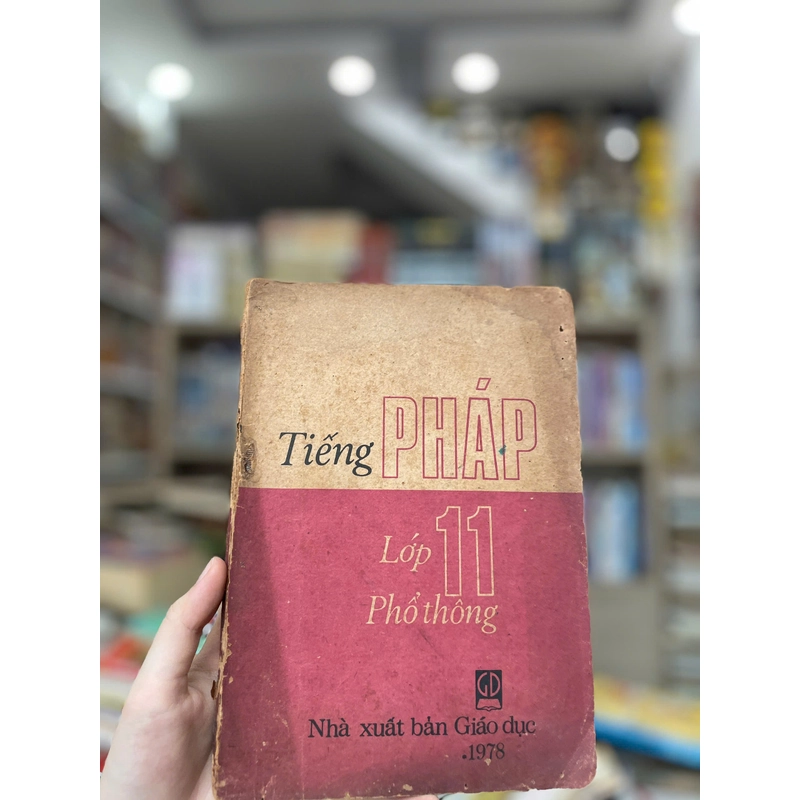 Tiếng PHÁP
Lớp 11
Phổ thông
GD
Nhà xuất bản Giáo dục
.1978